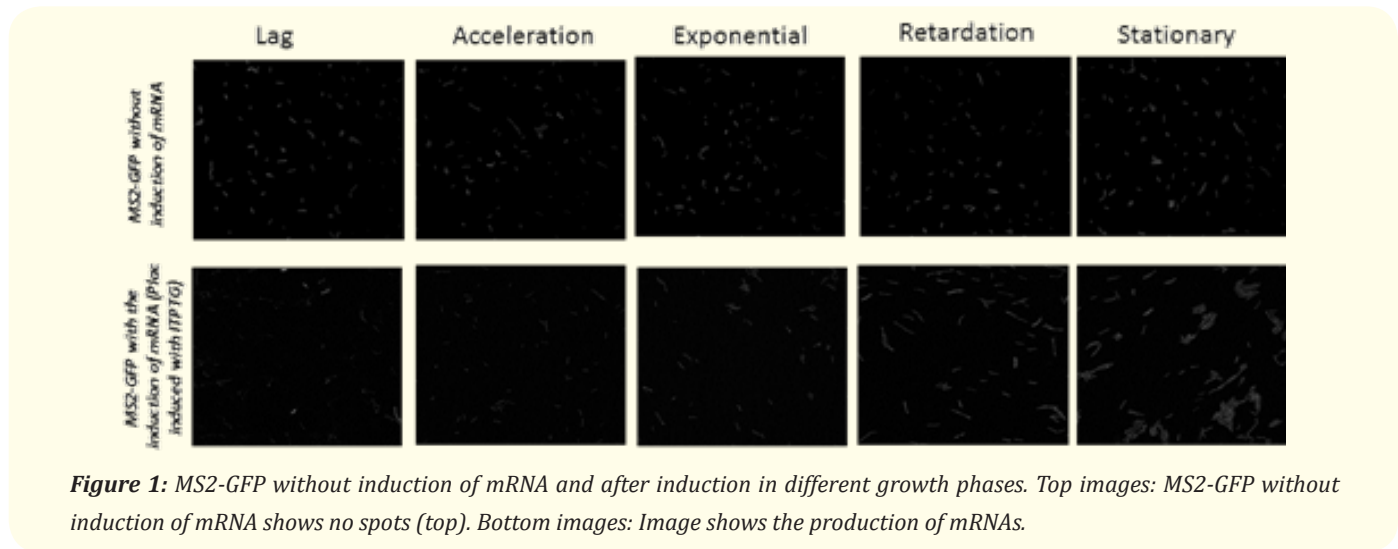 Lag Acceleration Exponential Retardation Stationary
MS2-GFP without
induction of mRNA
MS2-GFP with the
induction of mRNA (Plac
induced with ITPTG)
Figure 1: MS2-GFP without induction of mRNA and after induction in different growth phases. Top images: MS2-GFP without
induction of mRNA shows no spots (top). Bottom images: Image shows the production of mRNAs.